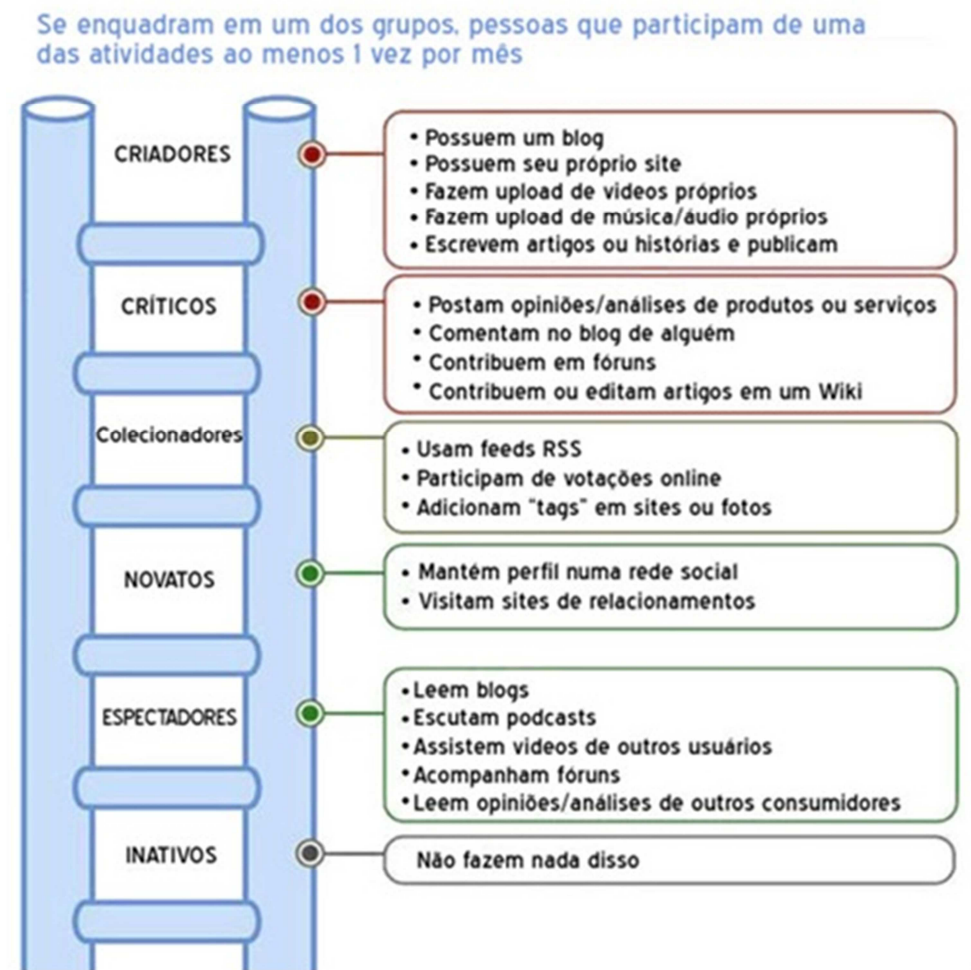 Se enquadram em um dos grupos, pessoas que participam de uma
das atividades ao menos 1 vez por mês
CRIADORES
• Possuem um blog
• Possuem seu próprio site
• Fazem upload de videos próprios
• Fazem upload de música/áudio próprios
• Escrevem artigos ou histórias e publicam
CRÍTICOS
• Postam opiniões/análises de produtos ou serviços
• Comentam no blog de alguém
• Contribuem em fóruns
• Contribuem ou editam artigos em um Wiki
Colecionadores
• Usam feeds RSS
• Participam de votações online
• Adicionam "tags" em sites ou fotos
NOVATOS
• Mantém perfil numa rede social
• Visitam sites de relacionamentos
ESPECTADORES
• Leem blogs
• Escutam podcasts
• Assistem videos de outros usuários
• Acompanham fóruns
• Leem opiniões/análises de outros consumidores
INATIVOS
Não fazem nada disso